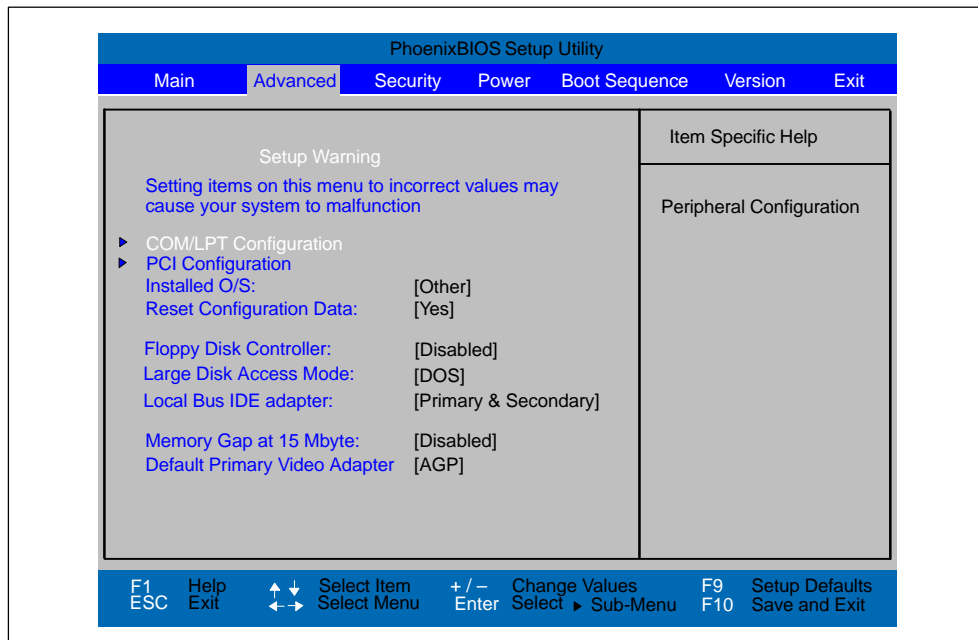 PhoenixBIOS Setup Utility
Main Advanced Security Power Boot Sequence Version Exit
Setup Warning
Setting items on this menu to incorrect values may
cause your system to malfunction
COM/LPT Configuration
PCI Configuration
Installed O/S: [Other]
Reset Configuration Data: [Yes]
Floppy Disk Controller: [Disabled]
Large Disk Access Mode: [DOS]
Local Bus IDE adapter: [Primary & Secondary]
Memory Gap at 15 Mbyte: [Disabled]
Default Primary Video Adapter [AGP]
Item Specific Help
Peripheral Configuration
F1 Help Select Item +/– Change Values F9 Setup Defaults
ESC Exit Select Menu Enter Select ▶ Sub-Menu F10 Save and Exit